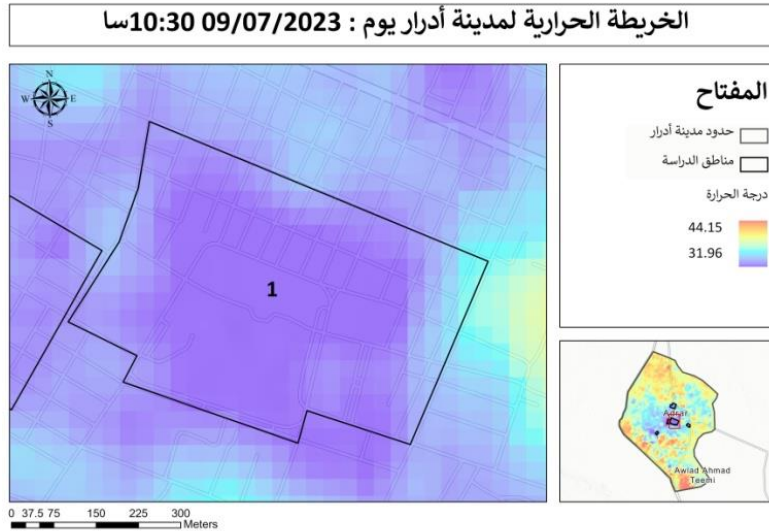 الخريطة الحرارية لمدينة أدرار يوم : 09/07/2023 10:30سا
N
W E
S
1
0 37.5 75 150 225 300
Meters
المفتاح
حدود مدينة أدرار
مناطق الدراسة
درجة الحرارة
44.15
31.96
Adrar
Awlad Ahmad
Teemi